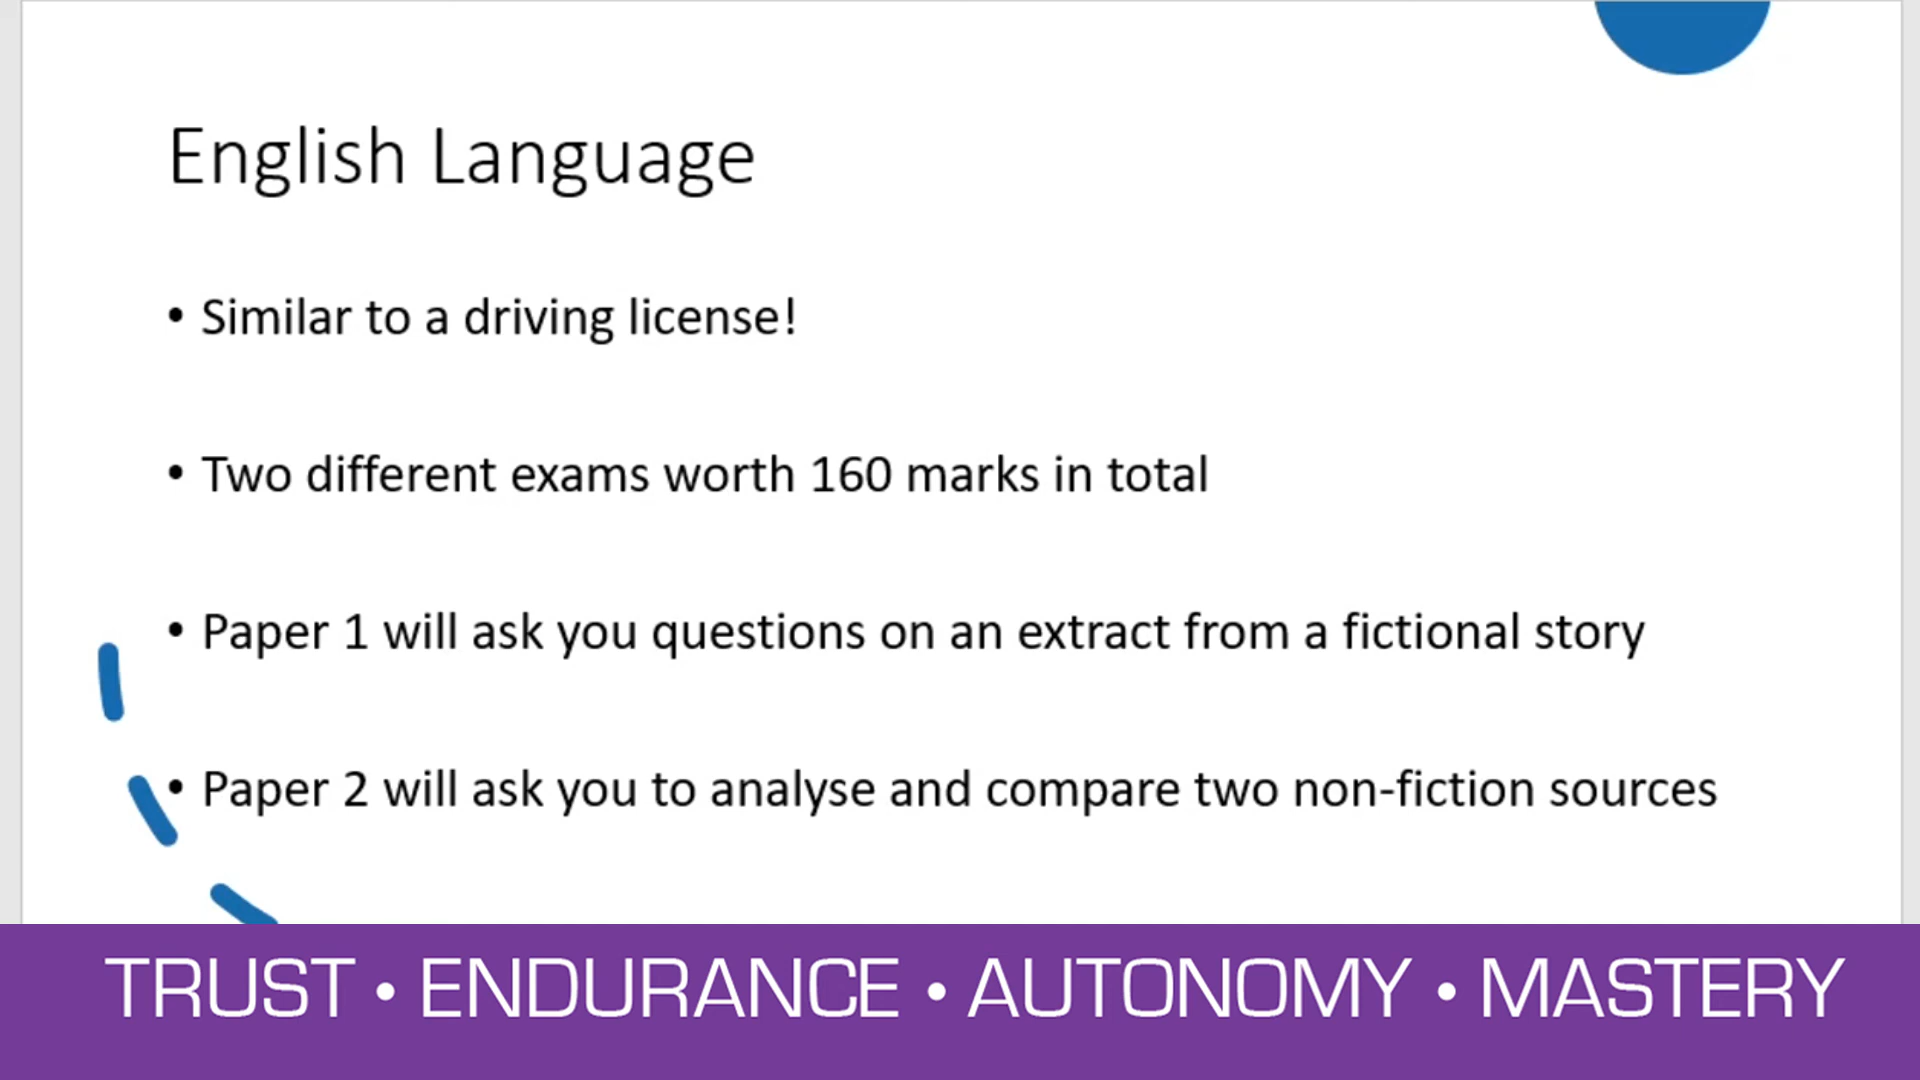 English Language
• Similar to a driving license!
• Two different exams worth 160 marks in total
• Paper 1 will ask you questions on an extract from a fictional story
• Paper 2 will ask you to analyse and compare two non-fiction sources
TRUST • ENDURANCE • AUTONOMY • MASTERY